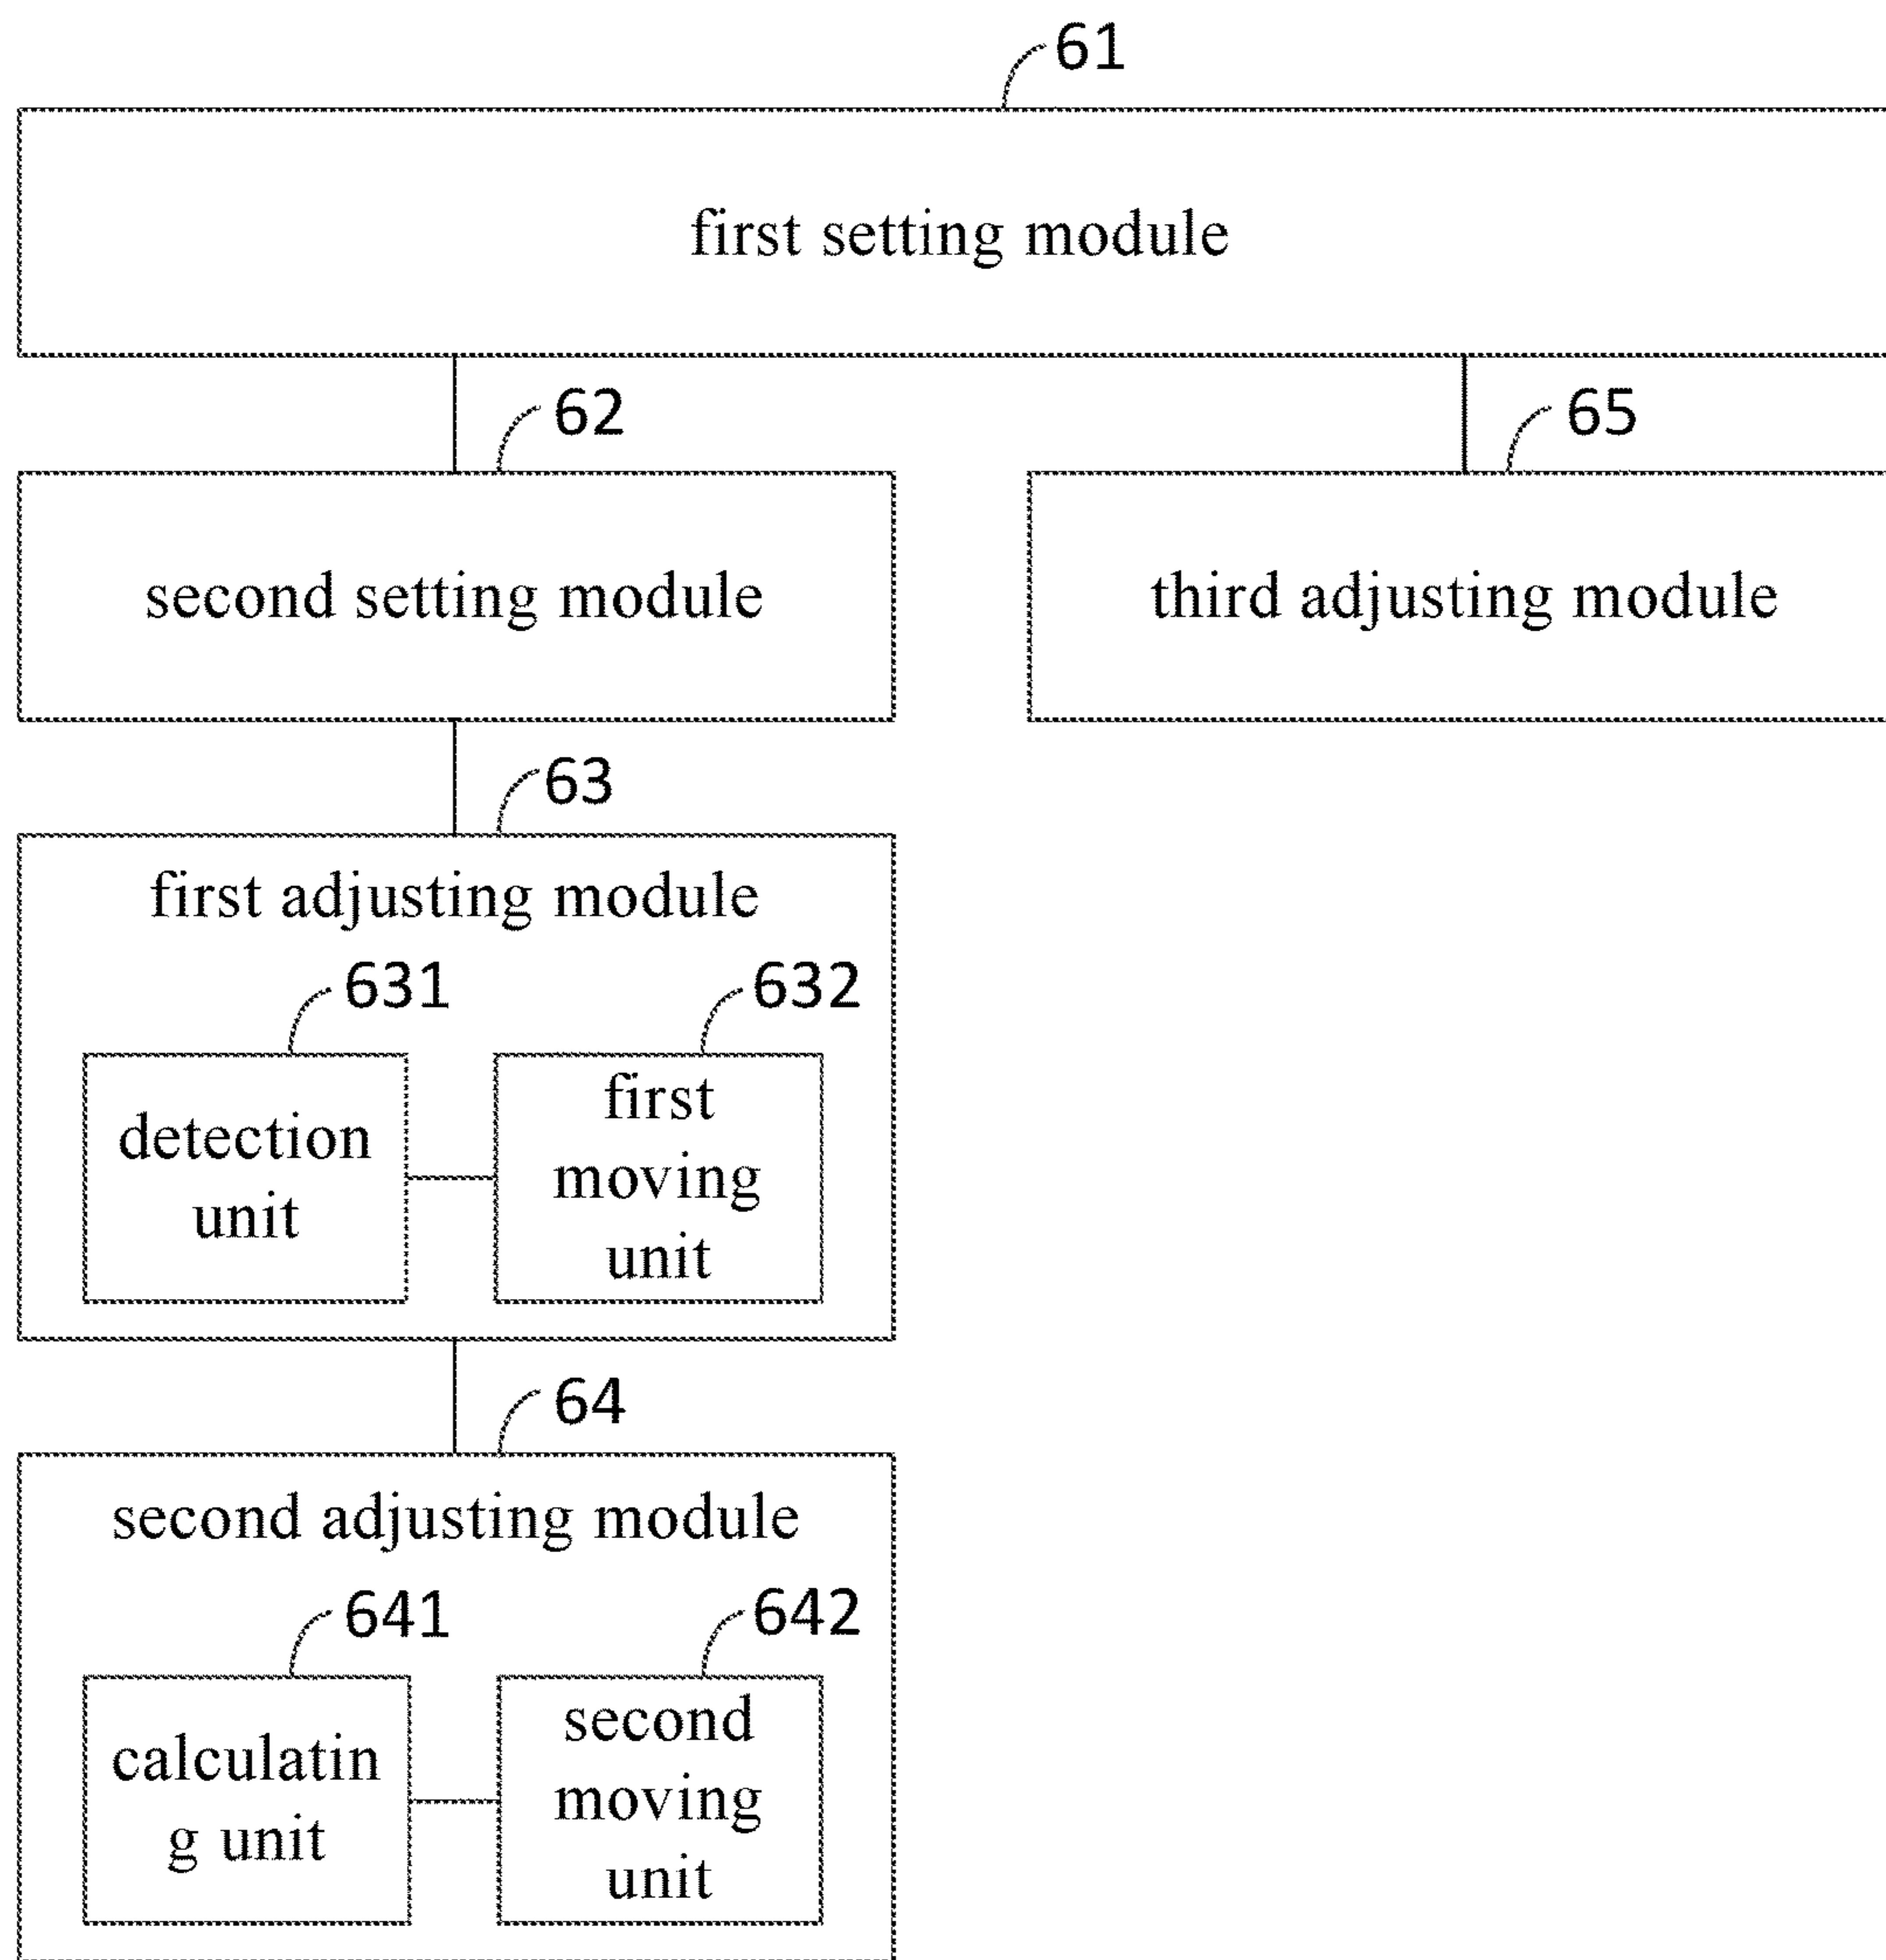 61
first setting module
62
65
second setting module
third adjusting module
63
first adjusting module
631
632
detection
unit
first
moving
unit
64
second adjusting module
641
642
calculatin
g unit
second
moving
unit